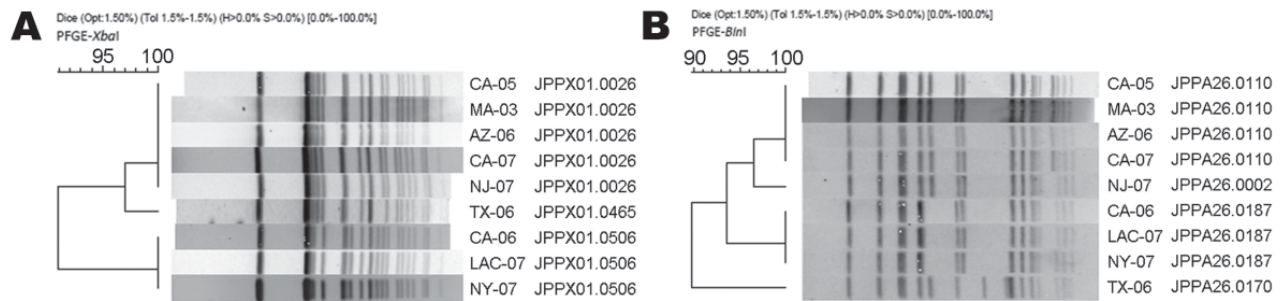 A
Dice (Opt:1.50%) (Tol 1.5%-1.5%) (H>0.0% S>0.0%) [0.0%-100.0%]
PFGE-XbaI
95 100
CA-05 JPPX01.0026
MA-03 JPPX01.0026
AZ-06 JPPX01.0026
CA-07 JPPX01.0026
NJ-07 JPPX01.0026
TX-06 JPPX01.0465
CA-06 JPPX01.0506
LAC-07 JPPX01.0506
NY-07 JPPX01.0506
B
Dice (Opt:1.50%) (Tol 1.5%-1.5%) (H>0.0% S>0.0%) [0.0%-100.0%]
PFGE-BlnI
90 95 100
CA-05 JPPA26.0110
MA-03 JPPA26.0110
AZ-06 JPPA26.0110
CA-07 JPPA26.0110
NJ-07 JPPA26.0002
CA-06 JPPA26.0187
LAC-07 JPPA26.0187
NY-07 JPPA26.0187
TX-06 JPPA26.0170